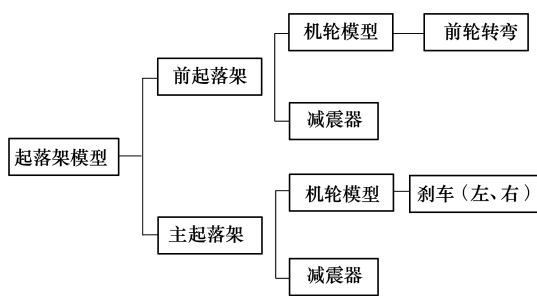 机轮模型
前轮转弯
前起落架
减震器
起落架模型
机轮模型
刹车(左、右)
主起落架
减震器